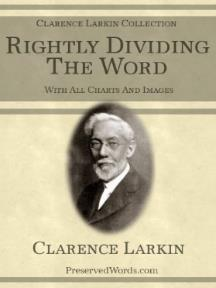 Clarence Larkin Collection
Rightly Dividing
The Word
With All Charts And Images
Clarence Larkin
PreservedWords.com